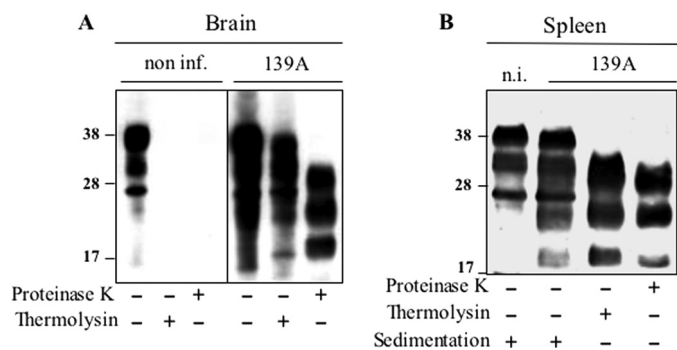 A Brain
non inf. 139A
38
28
17
Proteinase K – – + – – +
Thermolysin – + – – + –
B Spleen
n.i. 139A
38
28
17
Proteinase K – – – +
Thermolysin – – + –
Sedimentation + + – –